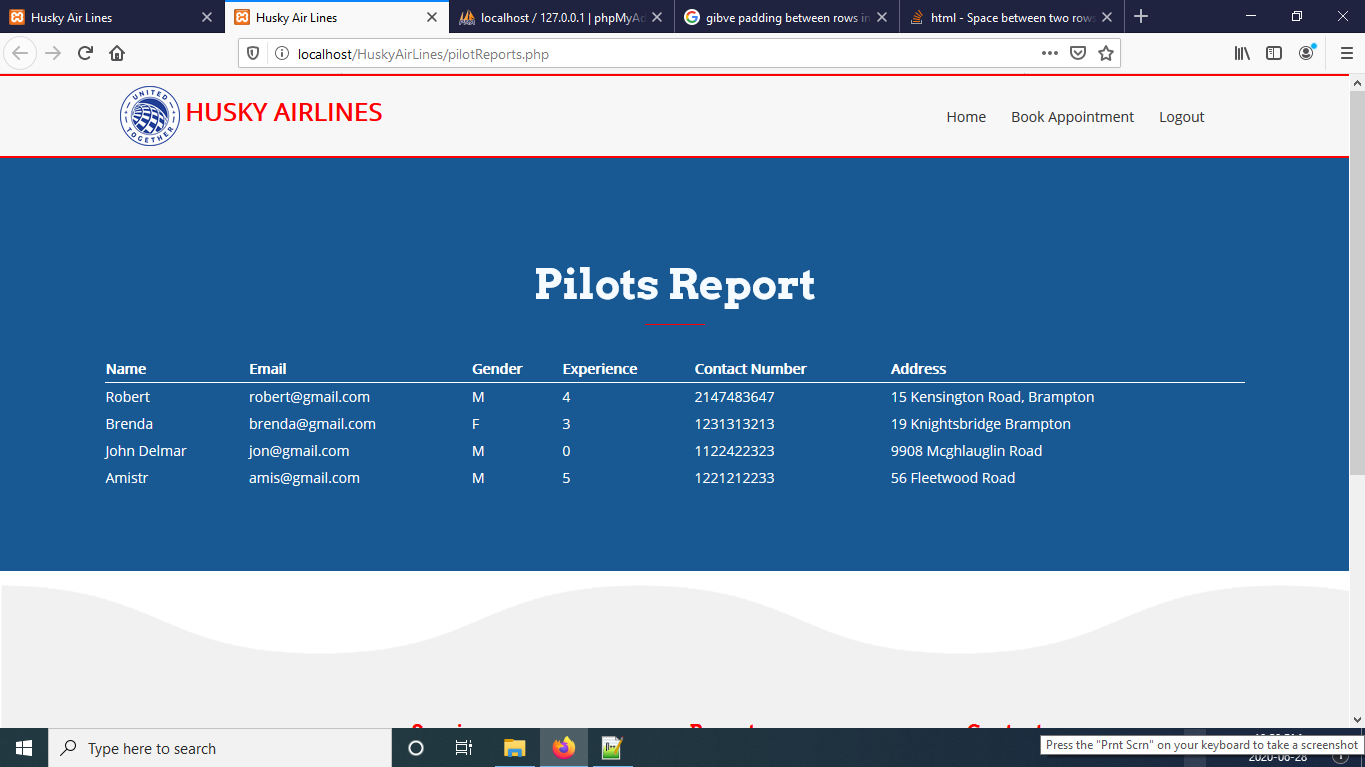 Husky Air Lines
Husky Air Lines
localhost / 127.0.0.1 | phpMyAd
gibve padding between rows in
html - Space between two rows
localhost/HuskyAirLines/pilotReports.php
UNITED TOGETHER
HUSKY AIRLINES
Home Book Appointment Logout
Pilots Report
Name Email Gender Experience Contact Number Address
Robert robert@gmail.com M 4 2147483647 15 Kensington Road, Brampton
Brenda brenda@gmail.com F 3 1231313213 19 Knightsbridge Brampton
John Delmar jon@gmail.com M 0 1122422323 9908 Mcghlauglin Road
Amistr amis@gmail.com M 5 1221212233 56 Fleetwood Road
Type here to search
Press the "Prnt Scrn" on your keyboard to take a screenshot
2020-06-28